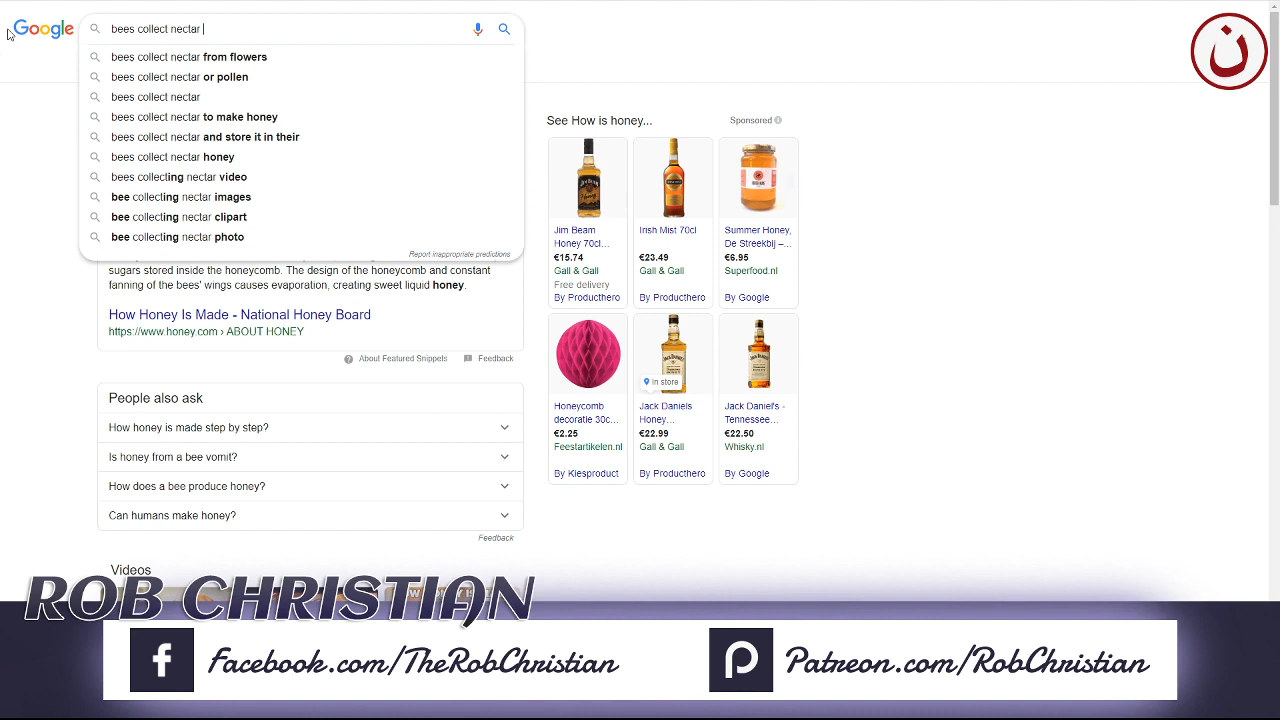 Google
bees collect nectar
bees collect nectar from flowers
bees collect nectar or pollen
bees collect nectar
bees collect nectar to make honey
bees collect nectar and store it in their
bees collect nectar honey
bees collecting nectar video
bee collecting nectar images
bee collecting nectar clipart
bee collecting nectar photo
Report inappropriate predictions
sugars stored inside the honeycomb. The design of the honeycomb and constant
fanning of the bees' wings causes evaporation, creating sweet liquid honey.
How Honey Is Made - National Honey Board
https://www.honey.com › ABOUT HONEY
About Featured Snippets
Feedback
People also ask
How honey is made step by step?
Is honey from a bee vomit?
How does a bee produce honey?
Can humans make honey?
Feedback
Videos
See How is honey...
Sponsored
Jim Beam
Honey 70cl...
€15.74
Gall & Gall
Free delivery
By Producthero
Irish Mist 70cl
€23.49
Gall & Gall
By Producthero
Summer Honey,
De Streekbij –...
€6.95
Superfood.nl
By Google
Honeycomb
decoratie 30c...
€2.25
Feestartikelen.nl
By Kiesproduct
In store
Jack Daniels
Honey...
€22.99
Gall & Gall
By Producthero
Jack Daniel's -
Tennessee...
€22.50
Whisky.nl
By Google
ن
ROB CHRISTIAN
Facebook.com/TheRobChristian
Patreon.com/RobChristian